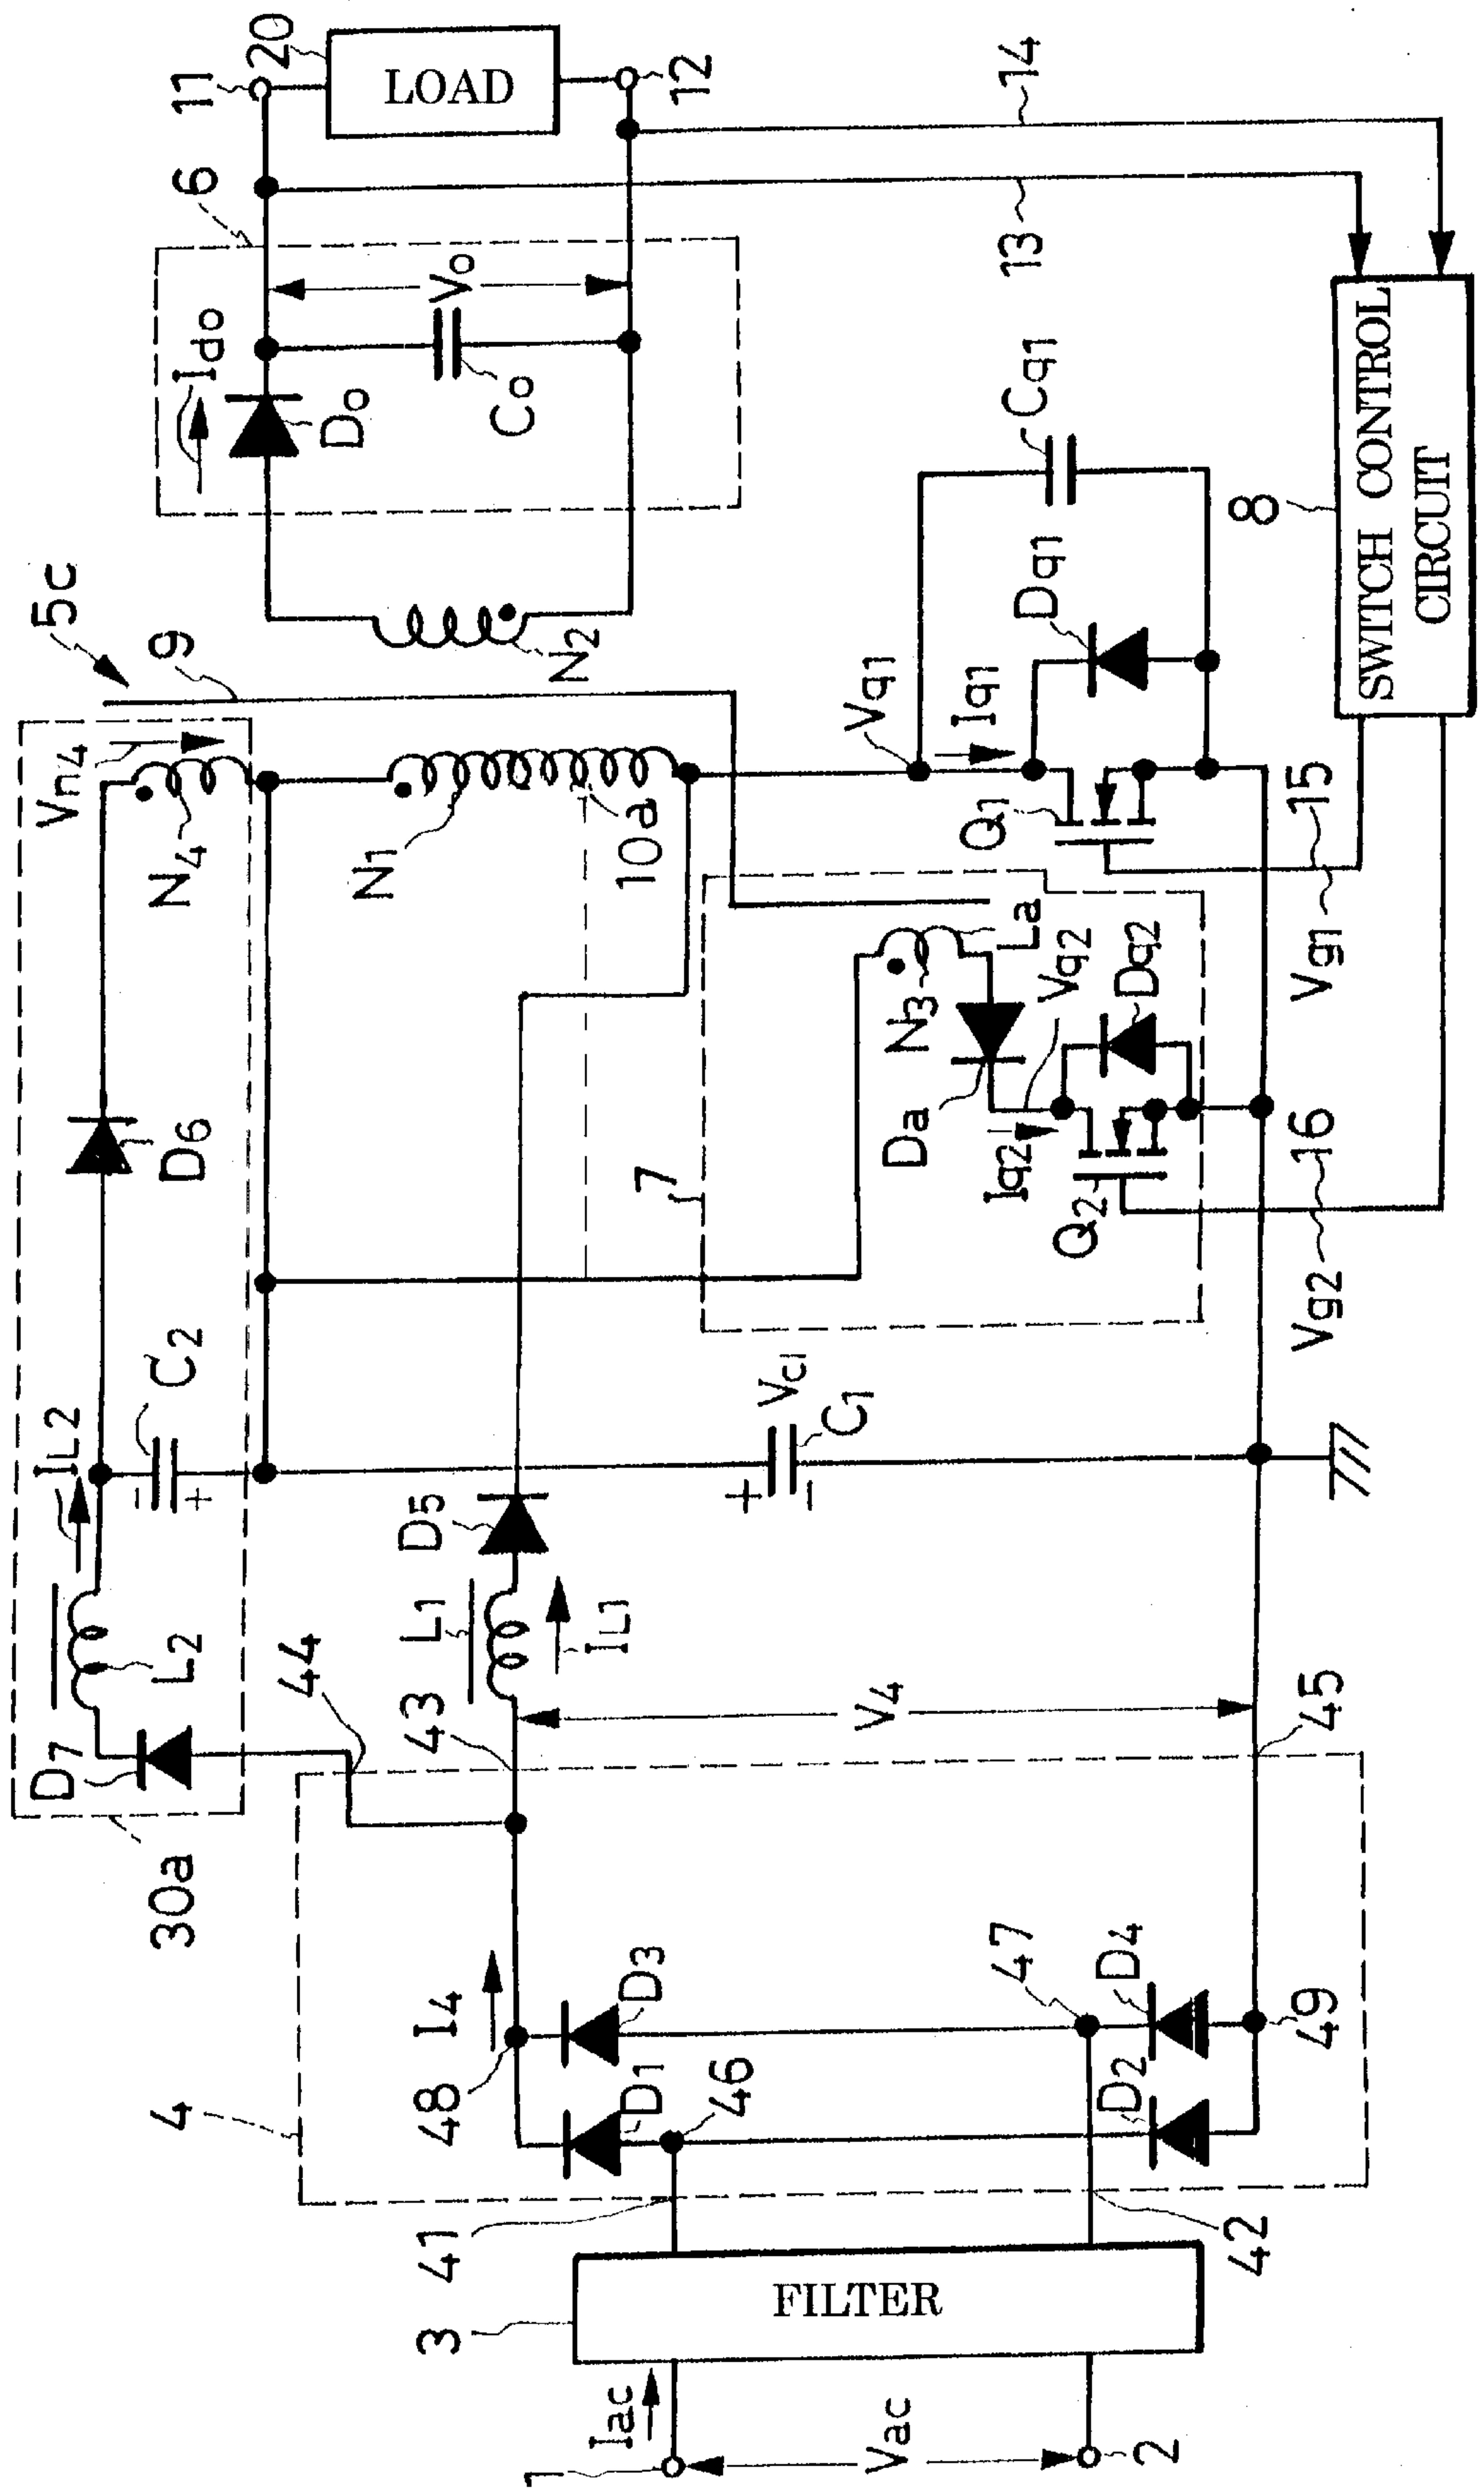 5c
9
11
20
LOAD
12
6
Ido
Do
Vo
Co
N2
14
13
Vn4
N4
D6
IL2
C2
L2
D7
30a
44
N1
10a
Vq1
Iq1
Q1
Dq1
Cq1
8
SWITCH CONTROL
CIRCUIT
7
La
N3
Da
Vq2
Iq2
Q2
Dq2
15
Vg1
16
Vg2
D5
L1
IL1
+
Vc1
C1
−
−
+
43
V4
45
4
I4
48
D3
D1
46
47
D4
D2
49
41
42
3
FILTER
Iac
Vac
1
2